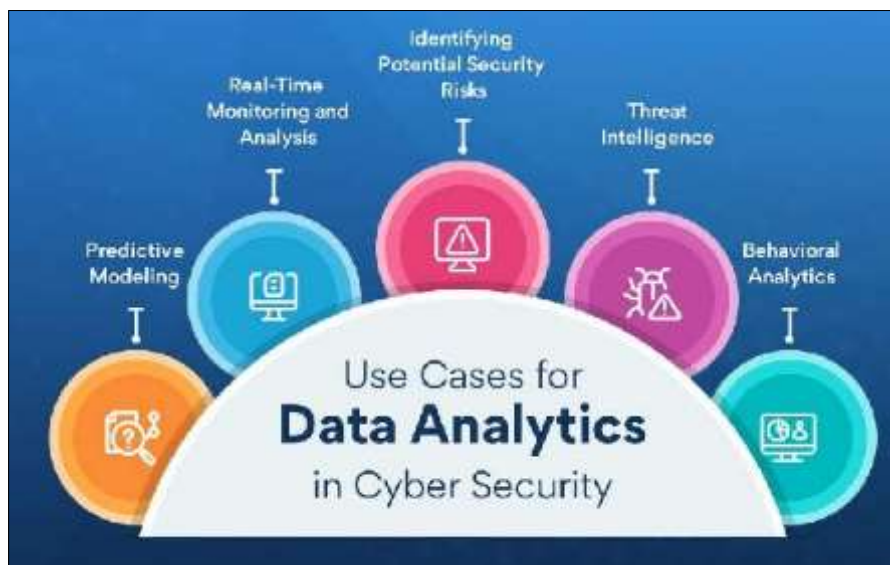 Identifying
Potential Security
Risks
Real-Time
Monitoring and
Analysis
Threat
Intelligence
Predictive
Modeling
Behavioral
Analytics
Use Cases for
Data Analytics
in Cyber Security